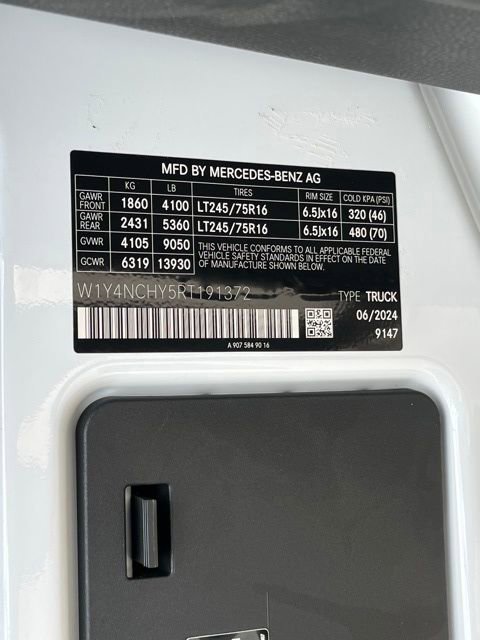 MFD BY MERCEDES-BENZ AG
KG LB TIRES RIM SIZE COLD KPA (PSI)
GAWR FRONT 1860 4100 LT245/75R16 6.5Jx16 320 (46)
GAWR REAR 2431 5360 LT245/75R16 6.5Jx16 480 (70)
GVWR 4105 9050
GCWR 6319 13930
THIS VEHICLE CONFORMS TO ALL APPLICABLE FEDERAL MOTOR
VEHICLE SAFETY STANDARDS IN EFFECT ON THE DATE OF
MANUFACTURE SHOWN ABOVE.
W1Y4NCHY5RT191372 TYPE TRUCK
06/2024
9147
A 907 584 90 16